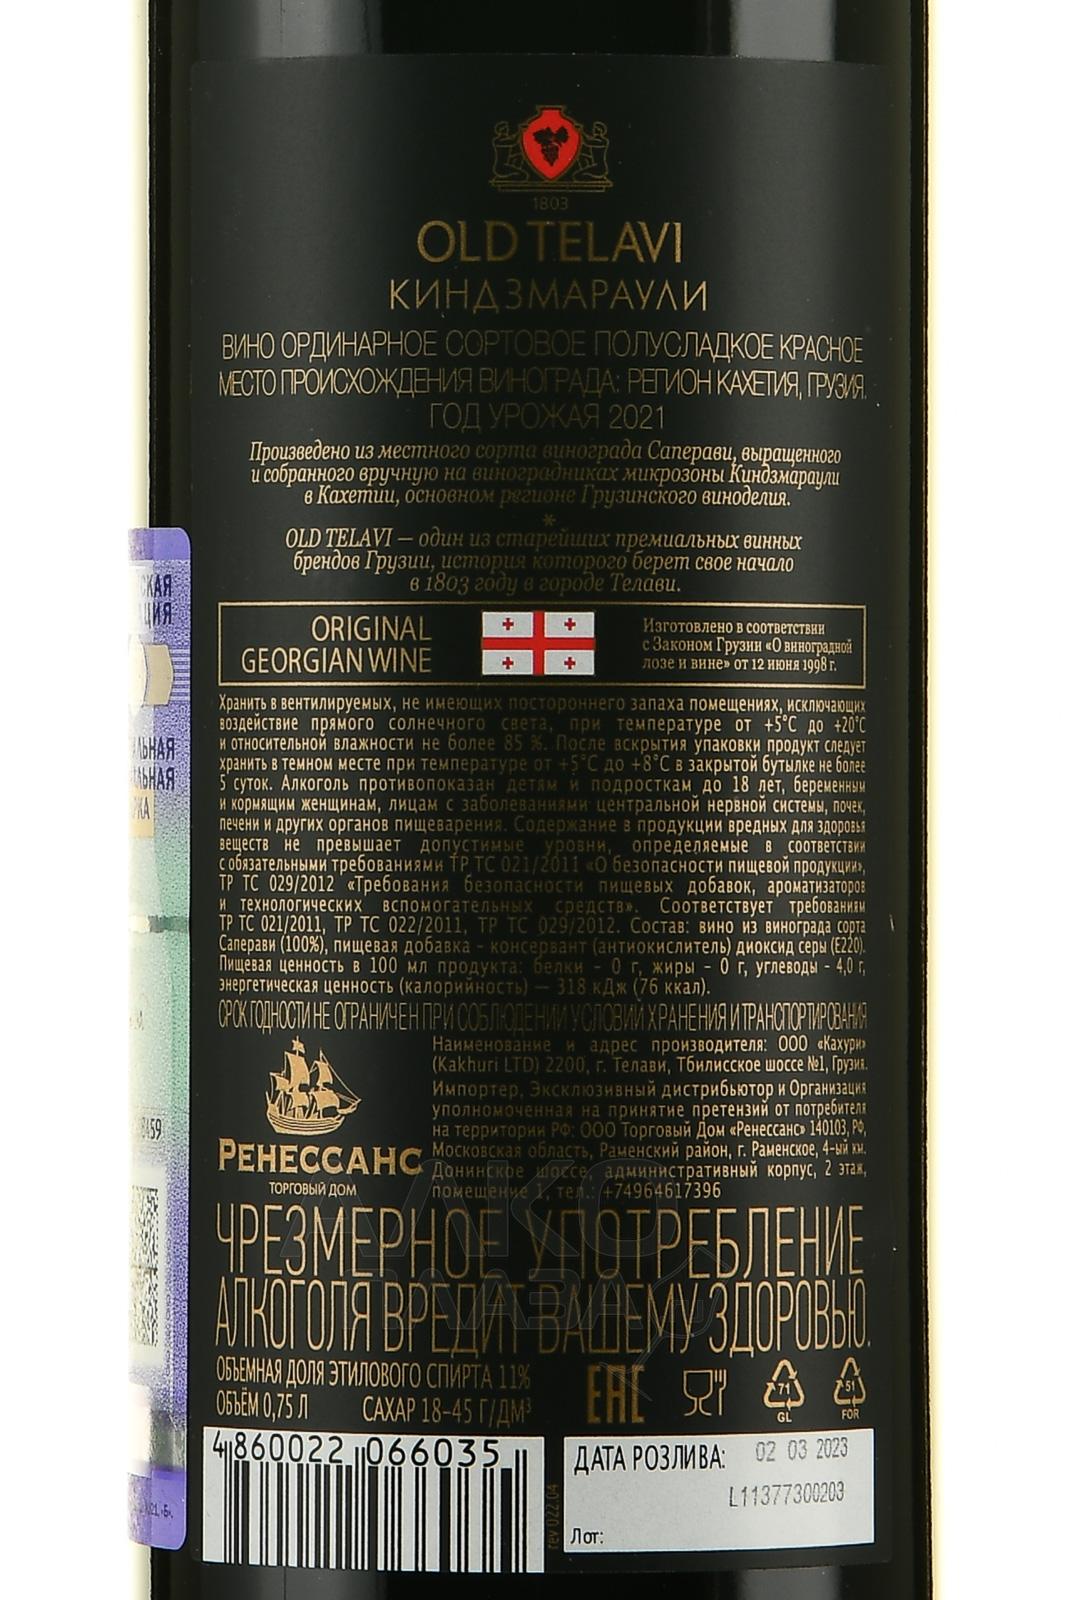 1803
OLD TELAVI
КИНДЗМАРАУЛИ
ВИНО ОРДИНАРНОЕ СОРТОВОЕ ПОЛУСЛАДКОЕ КРАСНОЕ
МЕСТО ПРОИСХОЖДЕНИЯ ВИНОГРАДА: РЕГИОН КАХЕТИЯ, ГРУЗИЯ.
ГОД УРОЖАЯ 2021
Произведено из местного сорта винограда Саперави, выращенного
и собранного вручную на виноградниках микрозоны Киндзмараули
в Кахетии, основном регионе Грузинского виноделия.
*
OLD TELAVI — один из старейших премиальных винных
брендов Грузии, история которого берет свое начало
в 1803 году в городе Телави.
ORIGINAL
GEORGIAN WINE
Изготовлено в соответствии
с Законом Грузии «О виноградной
лозе и вине» от 12 июня 1998 г.
Хранить в вентилируемых, не имеющих постороннего запаха помещениях, исключающих
воздействие прямого солнечного света, при температуре от +5°С до +20°С
и относительной влажности не более 85 %. После вскрытия упаковки продукт следует
хранить в темном месте при температуре от +5°С до +8°С в закрытой бутылке не более
5 суток. Алкоголь противопоказан детям и подросткам до 18 лет, беременным
и кормящим женщинам, лицам с заболеваниями центральной нервной системы, почек,
печени и других органов пищеварения. Содержание в продукции вредных для здоровья
веществ не превышает допустимые уровни, определяемые в соответствии
с обязательными требованиями ТР ТС 021/2011 «О безопасности пищевой продукции»,
ТР ТС 029/2012 «Требования безопасности пищевых добавок, ароматизаторов
и технологических вспомогательных средств». Соответствует требованиям
ТР ТС 021/2011, ТР ТС 022/2011, ТР ТС 029/2012. Состав: вино из винограда сорта
Саперави (100%), пищевая добавка - консервант (антиокислитель) диоксид серы (Е220).
Пищевая ценность в 100 мл продукта: белки - 0 г, жиры - 0 г, углеводы - 4,0 г,
энергетическая ценность (калорийность) — 318 кДж (76 ккал).
СРОК ГОДНОСТИ НЕ ОГРАНИЧЕН ПРИ СОБЛЮДЕНИИ УСЛОВИЙ ХРАНЕНИЯ И ТРАНСПОРТИРОВАНИЯ
Наименование и адрес производителя: ООО «Кахури»
(Kakhuri LTD) 2200, г. Телави, Тбилисское шоссе №1, Грузия.
Импортер, Эксклюзивный дистрибьютор и Организация
уполномоченная на принятие претензий от потребителя
на территории РФ: ООО Торговый Дом «Ренессанс» 140103, РФ,
Московская область, Раменский район, г. Раменское, 4-ый км.
Донинское шоссе, административный корпус, 2 этаж,
помещение 1, тел.: +74964617396
РЕНЕССАНС
ТОРГОВЫЙ ДОМ
ЧРЕЗМЕРНОЕ УПОТРЕБЛЕНИЕ
АЛКОГОЛЯ ВРЕДИТ ВАШЕМУ ЗДОРОВЬЮ.
ОБЪЕМНАЯ ДОЛЯ ЭТИЛОВОГО СПИРТА 11%
ОБЪЁМ 0,75 Л САХАР 18-45 Г/ДМ³
EAC
71
GL
51
FOR
4860022 066035
rev 022.04
ДАТА РОЗЛИВА: 02 03 2023
L11377300203
Лот:
АЛКО
ПЛАЗА.ru
СКАЯ
ЦИЯ
ЛЬНАЯ
ЛЬНАЯ
РКА